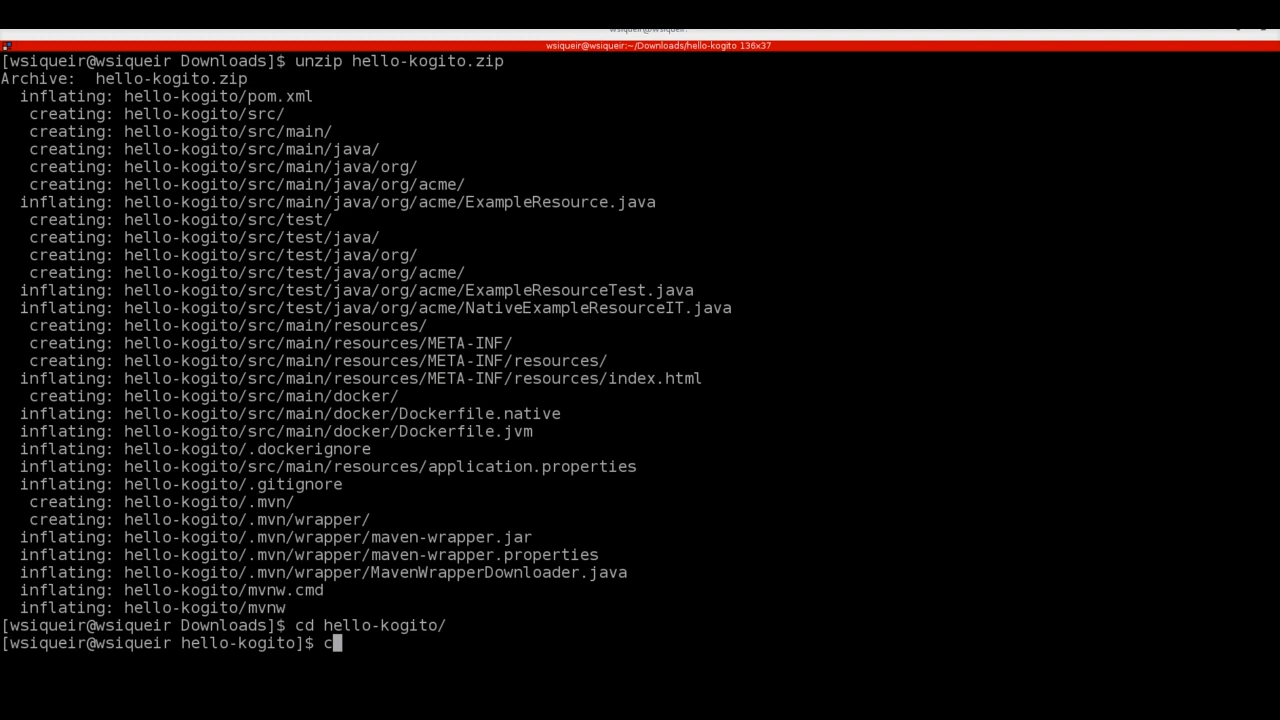 wsiqueir@wsiqueir:
wsiqueir@wsiqueir:~/Downloads/hello-kogito 136x37
[wsiqueir@wsiqueir Downloads]$ unzip hello-kogito.zip
Archive:  hello-kogito.zip
  inflating: hello-kogito/pom.xml
   creating: hello-kogito/src/
   creating: hello-kogito/src/main/
   creating: hello-kogito/src/main/java/
   creating: hello-kogito/src/main/java/org/
   creating: hello-kogito/src/main/java/org/acme/
  inflating: hello-kogito/src/main/java/org/acme/ExampleResource.java
   creating: hello-kogito/src/test/
   creating: hello-kogito/src/test/java/
   creating: hello-kogito/src/test/java/org/
   creating: hello-kogito/src/test/java/org/acme/
  inflating: hello-kogito/src/test/java/org/acme/ExampleResourceTest.java
  inflating: hello-kogito/src/test/java/org/acme/NativeExampleResourceIT.java
   creating: hello-kogito/src/main/resources/
   creating: hello-kogito/src/main/resources/META-INF/
   creating: hello-kogito/src/main/resources/META-INF/resources/
  inflating: hello-kogito/src/main/resources/META-INF/resources/index.html
   creating: hello-kogito/src/main/docker/
  inflating: hello-kogito/src/main/docker/Dockerfile.native
  inflating: hello-kogito/src/main/docker/Dockerfile.jvm
  inflating: hello-kogito/.dockerignore
  inflating: hello-kogito/src/main/resources/application.properties
  inflating: hello-kogito/.gitignore
   creating: hello-kogito/.mvn/
   creating: hello-kogito/.mvn/wrapper/
  inflating: hello-kogito/.mvn/wrapper/maven-wrapper.jar
  inflating: hello-kogito/.mvn/wrapper/maven-wrapper.properties
  inflating: hello-kogito/.mvn/wrapper/MavenWrapperDownloader.java
  inflating: hello-kogito/mvnw.cmd
  inflating: hello-kogito/mvnw
[wsiqueir@wsiqueir Downloads]$ cd hello-kogito/
[wsiqueir@wsiqueir hello-kogito]$ c